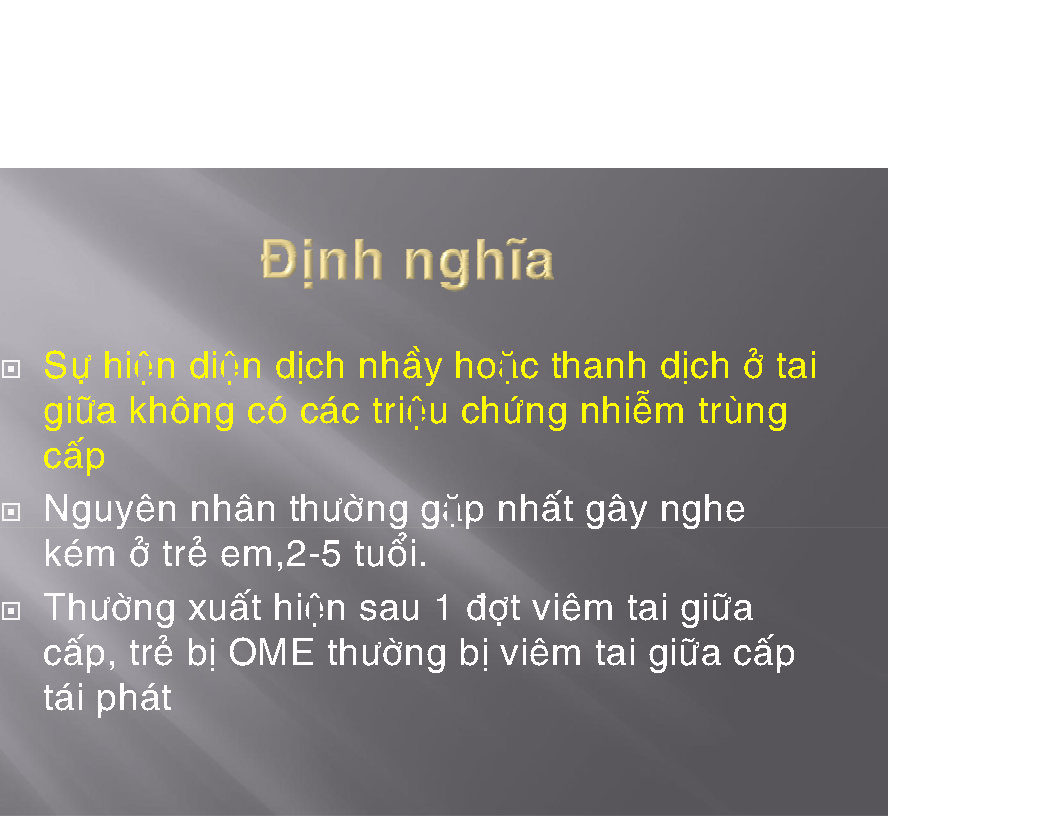 Định nghĩa
Sự hiện diện dịch nhầy hoặc thanh dịch ở tai
giữa không có các triệu chứng nhiễm trùng
cấp
Nguyên nhân thường gặp nhất gây nghe
kém ở trẻ em,2-5 tuổi.
Thường xuất hiện sau 1 đợt viêm tai giữa
cấp, trẻ bị OME thường bị viêm tai giữa cấp
tái phát